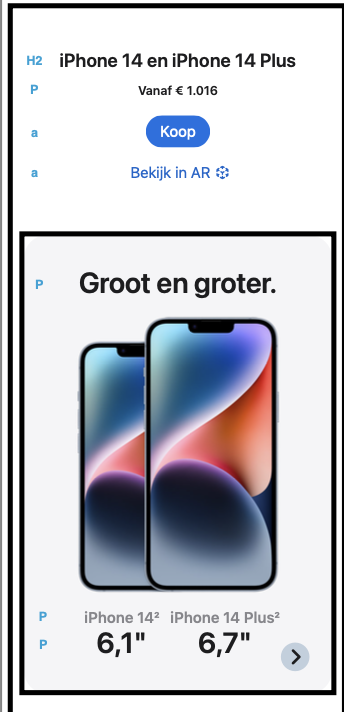 H2 iPhone 14 en iPhone 14 Plus
P Vanaf € 1.016
a Koop
a Bekijk in AR
P Groot en groter.
P iPhone 14² iPhone 14 Plus²
P 6,1" 6,7"